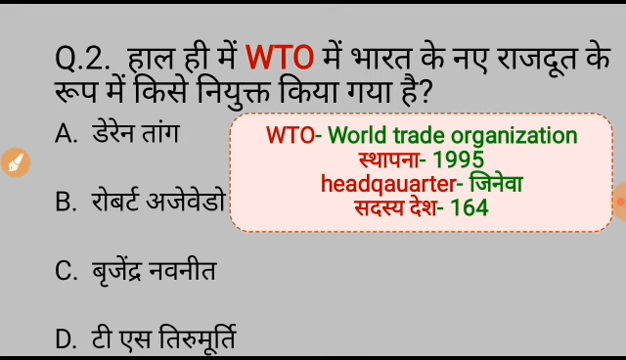 Q.2. हाल ही में WTO में भारत के नए राजदूत के
रूप में किसे नियुक्त किया गया है?
A. डेरेन तांग
WTO- World trade organization
स्थापना- 1995
headqauarter- जिनेवा
सदस्य देश- 164
B. रोबर्ट अजेवेडो
C. बृजेंद्र नवनीत
D. टी एस तिरुमूर्ति